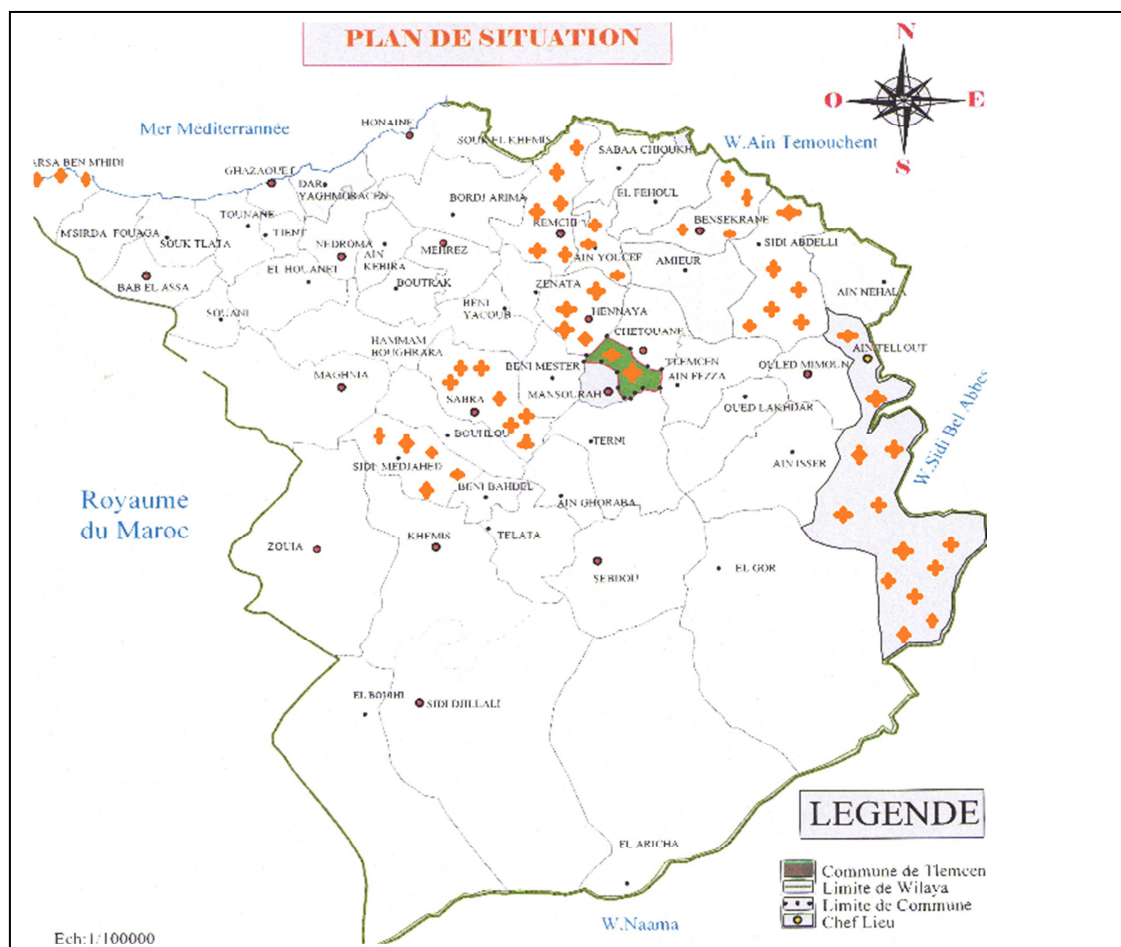 PLAN DE SITUATION
N
O
E
S
Mer Méditerrannée
HONAINE
SOUK EL KHEMIS
SABAA CHIOUKH
W.Ain Temouchent
ARSA BEN M'HIDI
GHAZAOUET
DAR
YAGHMORACEN
BORDJ ARIMA
EL FEHOUL
TOUNANE
TIENT
REMCHI
BENSEKRANE
M'SIRDA FOUAGA
SOUK TLATA
NEDROMA
AIN
KEBIRA
MEHREZ
AIN YOUCEF
AMIEUR
SIDI ABDELLI
BAB EL ASSA
EL HOUANET
BOUTRAK
ZENATA
AIN NEHALA
SOUANI
BENI
YACOUB
HENNAYA
CHETOUANE
HAMMAM
BOUGHRARA
AIN TELLOUT
BENI MESTER
TLEMCEN
AIN FEZZA
OULED MIMOUN
MAGHNIA
SABRA
MANSOURAH
OUED LAKHDAR
W.Sidi Bel Abbes
BOUHLOU
TERNI
SIDI MEDJAHED
AIN ISSER
BENI BAHDEL
AIN GHORABA
Royaume
du Maroc
ZOUIA
KHEMIS
TELATA
SEBDOU
EL GOR
EL BOUIHI
SIDI DJILLALI
LEGENDE
EL ARICHA
Commune de Tlemcen
Limite de Wilaya
Limite de Commune
Chef Lieu
W.Naama
Ech:1/100000